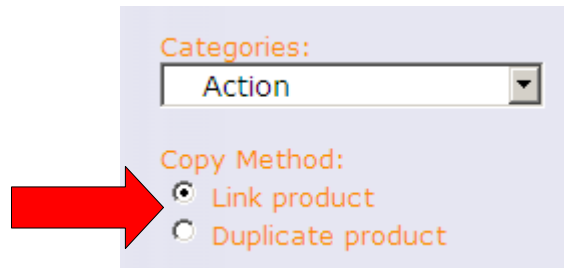 Categories:
Action
Copy Method:
Link product
Duplicate product